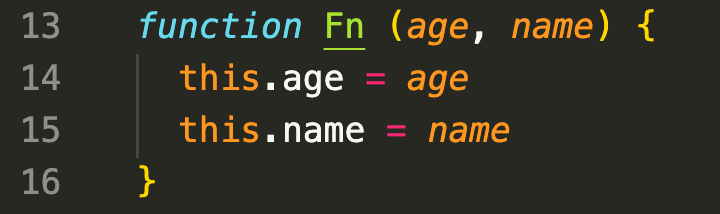 13 function Fn (age, name) {
14 this.age = age
15 this.name = name
16 }